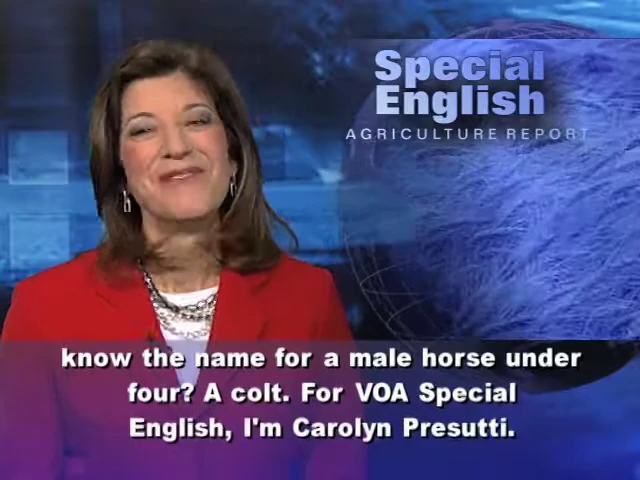 Special
English
AGRICULTURE REPORT
know the name for a male horse under
four? A colt. For VOA Special
English, I'm Carolyn Presutti.